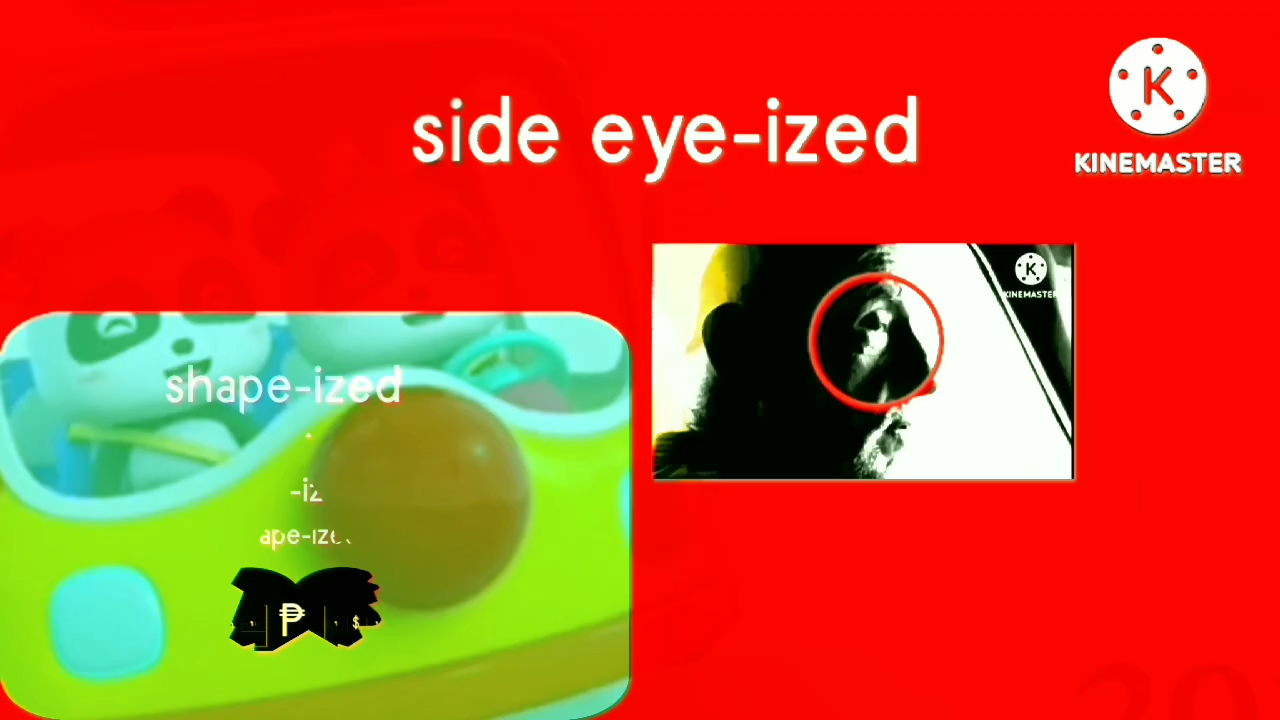 side eye-ized
K
KINEMASTER
K
KINEMASTER
shape-ized
-iz
ape-ize
₱
$